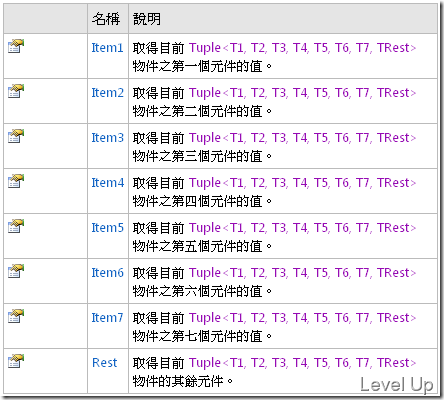 名稱 說明
Item1 取得目前 Tuple<T1, T2, T3, T4, T5, T6, T7, TRest>
物件之第一個元件的值。
Item2 取得目前 Tuple<T1, T2, T3, T4, T5, T6, T7, TRest>
物件之第二個元件的值。
Item3 取得目前 Tuple<T1, T2, T3, T4, T5, T6, T7, TRest>
物件之第三個元件的值。
Item4 取得目前 Tuple<T1, T2, T3, T4, T5, T6, T7, TRest>
物件之第四個元件的值。
Item5 取得目前 Tuple<T1, T2, T3, T4, T5, T6, T7, TRest>
物件之第五個元件的值。
Item6 取得目前 Tuple<T1, T2, T3, T4, T5, T6, T7, TRest>
物件之第六個元件的值。
Item7 取得目前 Tuple<T1, T2, T3, T4, T5, T6, T7, TRest>
物件之第七個元件的值。
Rest 取得目前 Tuple<T1, T2, T3, T4, T5, T6, T7, TRest>
物件的其餘元件。
Level Up